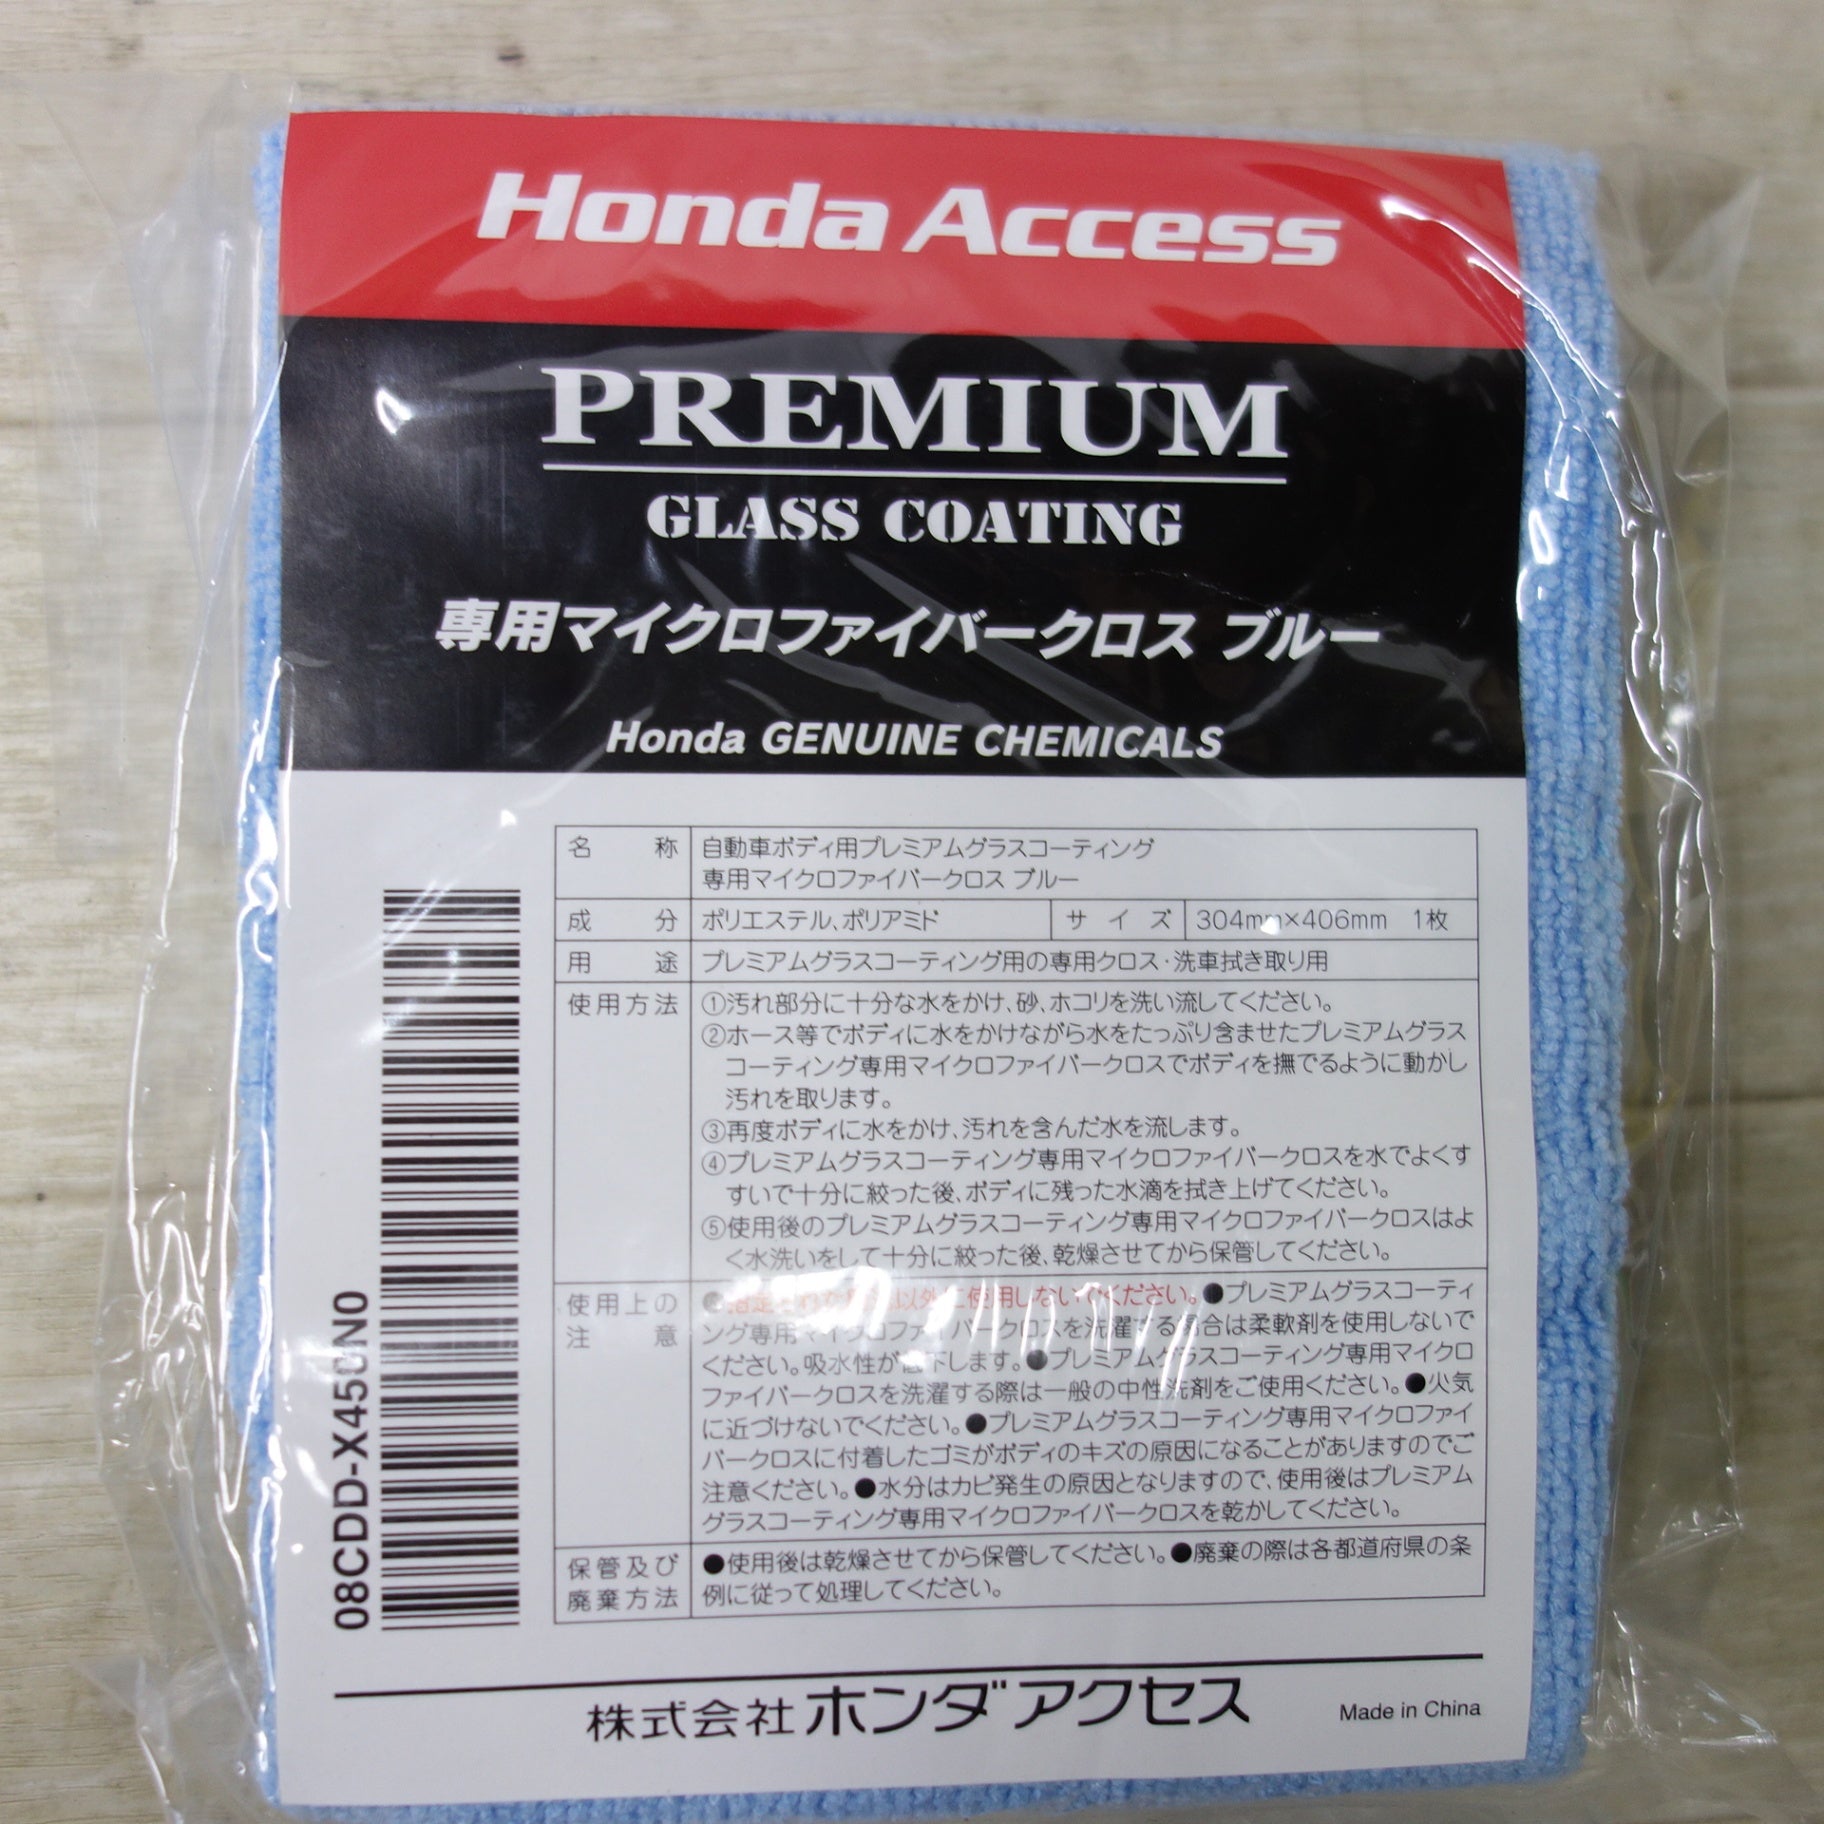 Honda Access
PREMIUM
GLASS COATING
専用マイクロファイバークロス ブルー
Honda GENUINE CHEMICALS
名称 自動車ボディ用プレミアムグラスコーティング
専用マイクロファイバークロス ブルー
成分 ポリエステル、ポリアミド サイズ 304mm×406mm 1枚
用途 プレミアムグラスコーティング用の専用クロス・洗車拭き取り用
使用方法 ①汚れ部分に十分な水をかけ、砂、ホコリを洗い流してください。
②ホース等でボディに水をかけながら水をたっぷり含ませたプレミアムグラス
コーティング専用マイクロファイバークロスでボディを撫でるように動かし
汚れを取ります。
③再度ボディに水をかけ、汚れを含んだ水を流します。
④プレミアムグラスコーティング専用マイクロファイバークロスを水でよくす
すいで十分に絞った後、ボディに残った水滴を拭き上げてください。
⑤使用後のプレミアムグラスコーティング専用マイクロファイバークロスはよ
く水洗いをして十分に絞った後、乾燥させてから保管してください。
使用上の 以外に使用しないでください。●プレミアムグラスコーティ
注意 ング専用マイクロファイバークロスを洗濯する場合は柔軟剤を使用しないで
ください。吸水性が低下します。●プレミアムグラスコーティング専用マイクロ
ファイバークロスを洗濯する際は一般の中性洗剤をご使用ください。●火気
に近づけないでください。●プレミアムグラスコーティング専用マイクロファイ
バークロスに付着したゴミがボディのキズの原因になることがありますのでご
注意ください。●水分はカビ発生の原因となりますので、使用後はプレミアム
グラスコーティング専用マイクロファイバークロスを乾かしてください。
保管及び ●使用後は乾燥させてから保管してください。●廃棄の際は各都道府県の条
廃棄方法 例に従って処理してください。
08CDD-X450N0
株式会社ホンダアクセス
Made in China